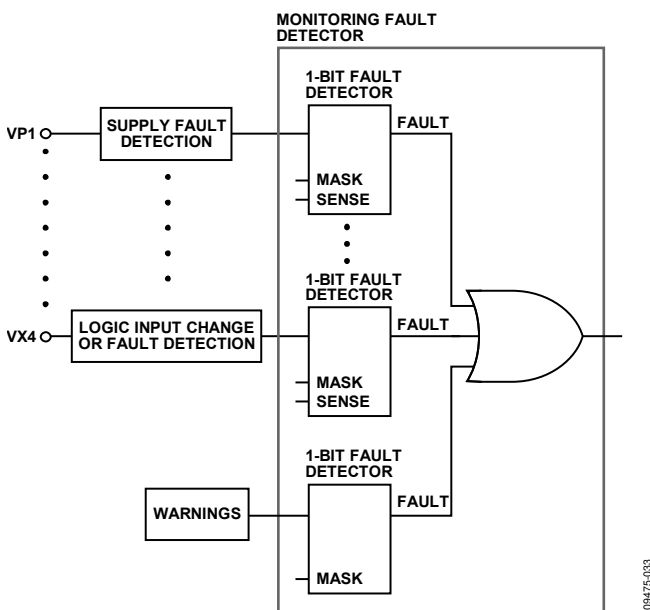 MONITORING FAULT
DETECTOR
1-BIT FAULT
DETECTOR
VP1
SUPPLY FAULT
DETECTION
FAULT
MASK
SENSE
1-BIT FAULT
DETECTOR
VX4
LOGIC INPUT CHANGE
OR FAULT DETECTION
FAULT
MASK
SENSE
1-BIT FAULT
DETECTOR
WARNINGS
FAULT
MASK
09475-033